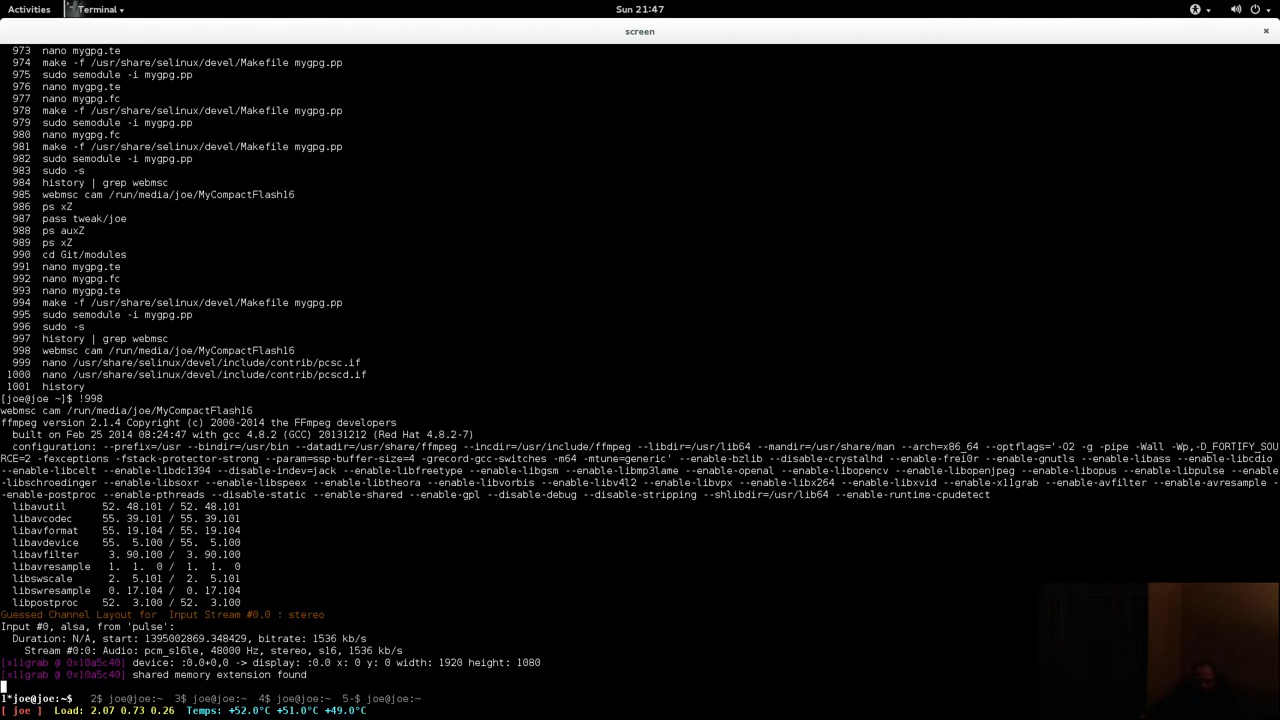 Activities Terminal Sun 21:47
screen ×
973 nano mygpg.te
974 make -f /usr/share/selinux/devel/Makefile mygpg.pp
975 sudo semodule -i mygpg.pp
976 nano mygpg.te
977 nano mygpg.fc
978 make -f /usr/share/selinux/devel/Makefile mygpg.pp
979 sudo semodule -i mygpg.pp
980 nano mygpg.fc
981 make -f /usr/share/selinux/devel/Makefile mygpg.pp
982 sudo semodule -i mygpg.pp
983 sudo -s
984 history | grep webmsc
985 webmsc cam /run/media/joe/MyCompactFlash16
986 ps xZ
987 pass tweak/joe
988 ps auxZ
989 ps xZ
990 cd Git/modules
991 nano mygpg.te
992 nano mygpg.fc
993 nano mygpg.te
994 make -f /usr/share/selinux/devel/Makefile mygpg.pp
995 sudo semodule -i mygpg.pp
996 sudo -s
997 history | grep webmsc
998 webmsc cam /run/media/joe/MyCompactFlash16
999 nano /usr/share/selinux/devel/include/contrib/pcsc.if
1000 nano /usr/share/selinux/devel/include/contrib/pcscd.if
1001 history
[joe@joe ~]$ !998
webmsc cam /run/media/joe/MyCompactFlash16
ffmpeg version 2.1.4 Copyright (c) 2000-2014 the FFmpeg developers
built on Feb 25 2014 08:24:47 with gcc 4.8.2 (GCC) 20131212 (Red Hat 4.8.2-7)
configuration: --prefix=/usr --bindir=/usr/bin --datadir=/usr/share/ffmpeg --incdir=/usr/include/ffmpeg --libdir=/usr/lib64 --mandir=/usr/share/man --arch=x86_64 --optflags='-O2 -g -pipe -Wall -Wp,-D_FORTIFY_SOU
RCE=2 -fexceptions -fstack-protector-strong --param=ssp-buffer-size=4 -grecord-gcc-switches -m64 -mtune=generic' --enable-bzlib --disable-crystalhd --enable-frei0r --enable-gnutls --enable-libass --enable-libcdio
--enable-libcelt --enable-libdc1394 --disable-indev=jack --enable-libfreetype --enable-libgsm --enable-libmp3lame --enable-openal --enable-libopencv --enable-libopenjpeg --enable-libopus --enable-libpulse --enable
-libschroedinger --enable-libsoxr --enable-libspeex --enable-libtheora --enable-libvorbis --enable-libv4l2 --enable-libvpx --enable-libx264 --enable-libxvid --enable-x11grab --enable-avfilter --enable-avresample -
-enable-postproc --enable-pthreads --disable-static --enable-shared --enable-gpl --disable-debug --disable-stripping --shlibdir=/usr/lib64 --enable-runtime-cpudetect
libavutil 52. 48.101 / 52. 48.101
libavcodec 55. 39.101 / 55. 39.101
libavformat 55. 19.104 / 55. 19.104
libavdevice 55. 5.100 / 55. 5.100
libavfilter 3. 90.100 / 3. 90.100
libavresample 1. 1. 0 / 1. 1. 0
libswscale 2. 5.101 / 2. 5.101
libswresample 0. 17.104 / 0. 17.104
libpostproc 52. 3.100 / 52. 3.100
Guessed Channel Layout for Input Stream #0.0 : stereo
Input #0, alsa, from 'pulse':
Duration: N/A, start: 1395002869.348429, bitrate: 1536 kb/s
Stream #0:0: Audio: pcm_s16le, 48000 Hz, stereo, s16, 1536 kb/s
[x11grab @ 0x10a5c40] device: :0.0+0,0 -> display: :0.0 x: 0 y: 0 width: 1920 height: 1080
[x11grab @ 0x10a5c40] shared memory extension found
1*joe@joe:~$ 2$ joe@joe:~ 3$ joe@joe:~ 4$ joe@joe:~ 5-$ joe@joe:~
[ joe ] Load: 2.07 0.73 0.26 Temps: +52.0°C +51.0°C +49.0°C